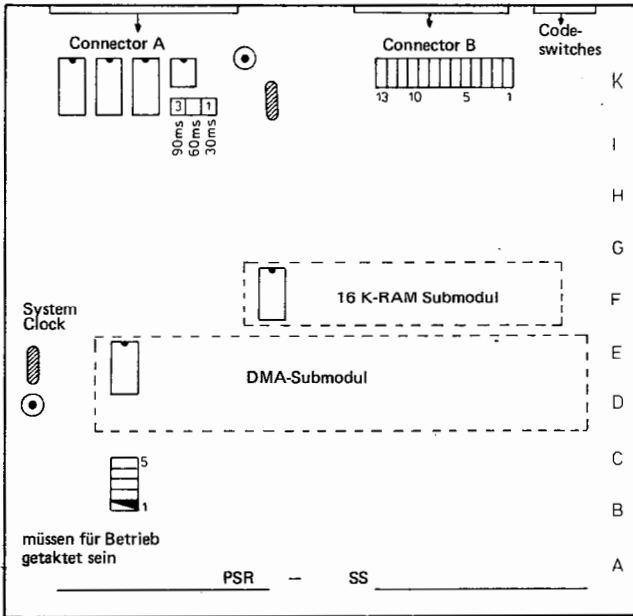 Connector A
Connector B
Code-
switches
K
13 10 5 1
3 1
90ms
60ms
30ms
I
H
G
16 K-RAM Submodul
F
System
Clock
E
DMA-Submodul
D
C
5
1
B
müssen für Betrieb
getaktet sein
A
PSR – SS